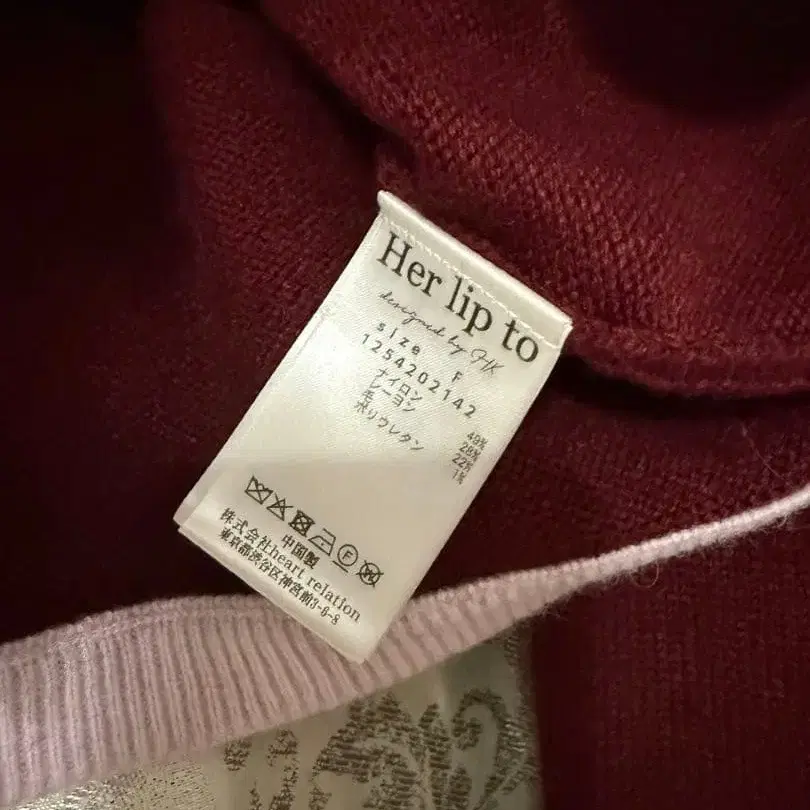 Her lip to
designed by HK
size F
1254202142
ナイロン 49%
レーヨン 28%
毛 22%
ポリウレタン 1%
F W
中国製
株式会社heart relation
東京都渋谷区神宮前3-6-8